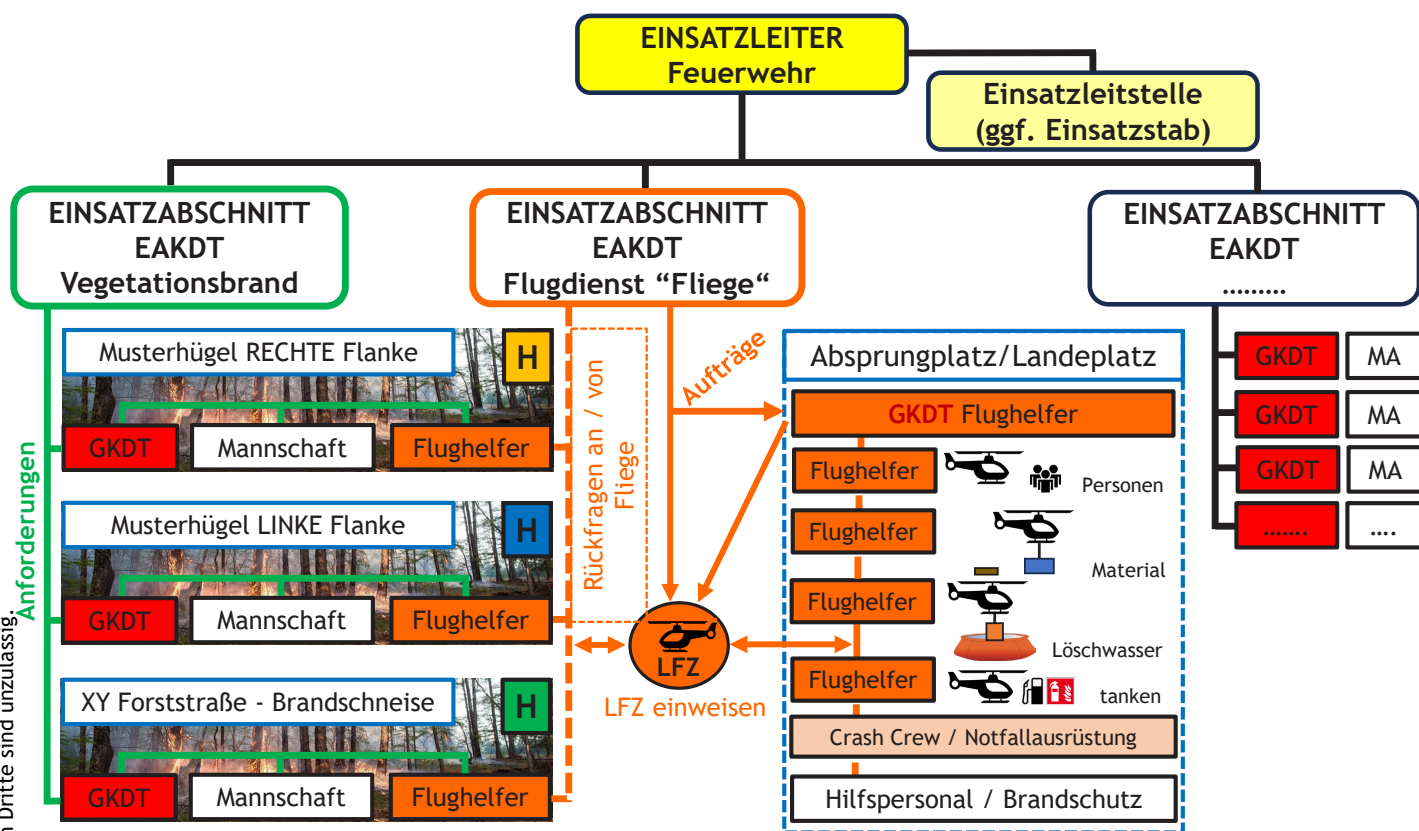 EINSATZLEITER
Feuerwehr
Einsatzleitstelle
(ggf. Einsatzstab)
EINSATZABSCHNITT
EAKDT
Vegetationsbrand
EINSATZABSCHNITT
EAKDT
Flugdienst “Fliege“
EINSATZABSCHNITT
EAKDT
.........
Anforderungen
Musterhügel RECHTE Flanke
H
GKDT
Mannschaft
Flughelfer
Musterhügel LINKE Flanke
H
GKDT
Mannschaft
Flughelfer
XY Forststraße - Brandschneise
H
GKDT
Mannschaft
Flughelfer
Rückfragen an / von
Fliege
Aufträge
LFZ
LFZ einweisen
Absprungplatz/Landeplatz
GKDT Flughelfer
Flughelfer
Personen
Flughelfer
Material
Flughelfer
Löschwasser
Flughelfer
tanken
Crash Crew / Notfallausrüstung
Hilfspersonal / Brandschutz
GKDT
MA
GKDT
MA
GKDT
MA
.......
....
Dritte sind unzulässig.